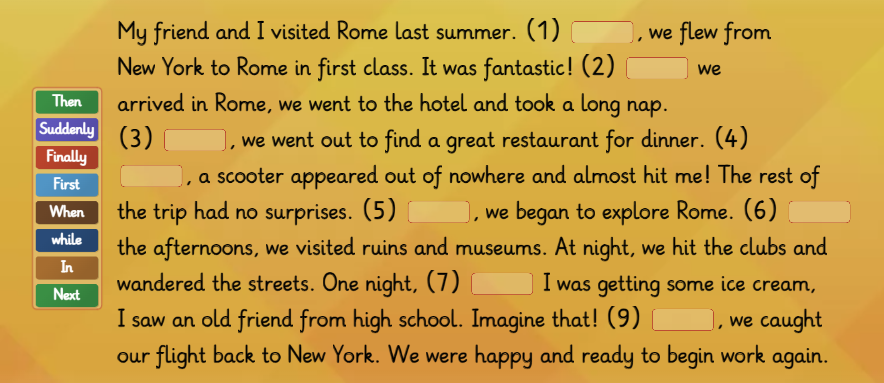 Then
Suddenly
Finally
First
When
while
In
Next
My friend and I visited Rome last summer. (1) , we flew from
New York to Rome in first class. It was fantastic! (2) we
arrived in Rome, we went to the hotel and took a long nap.
(3) , we went out to find a great restaurant for dinner. (4)
, a scooter appeared out of nowhere and almost hit me! The rest of
the trip had no surprises. (5) , we began to explore Rome. (6)
the afternoons, we visited ruins and museums. At night, we hit the clubs and
wandered the streets. One night, (7) I was getting some ice cream,
I saw an old friend from high school. Imagine that! (9) , we caught
our flight back to New York. We were happy and ready to begin work again.